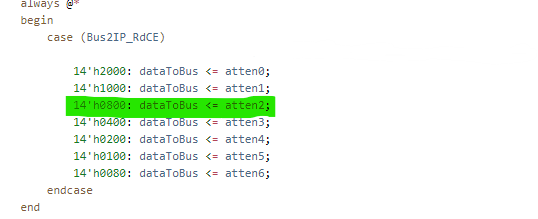 always @*
begin
case (Bus2IP_RdCE)
14'h2000: dataToBus <= atten0;
14'h1000: dataToBus <= atten1;
14'h0800: dataToBus <= atten2;
14'h0400: dataToBus <= atten3;
14'h0200: dataToBus <= atten4;
14'h0100: dataToBus <= atten5;
14'h0080: dataToBus <= atten6;
endcase
end